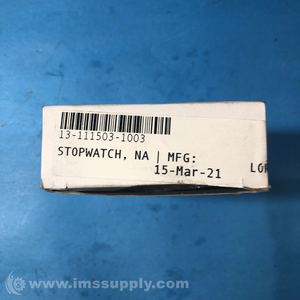 13-111503-1003
STOPWATCH, NA | MFG:
15-Mar-21
www.imssupply.com